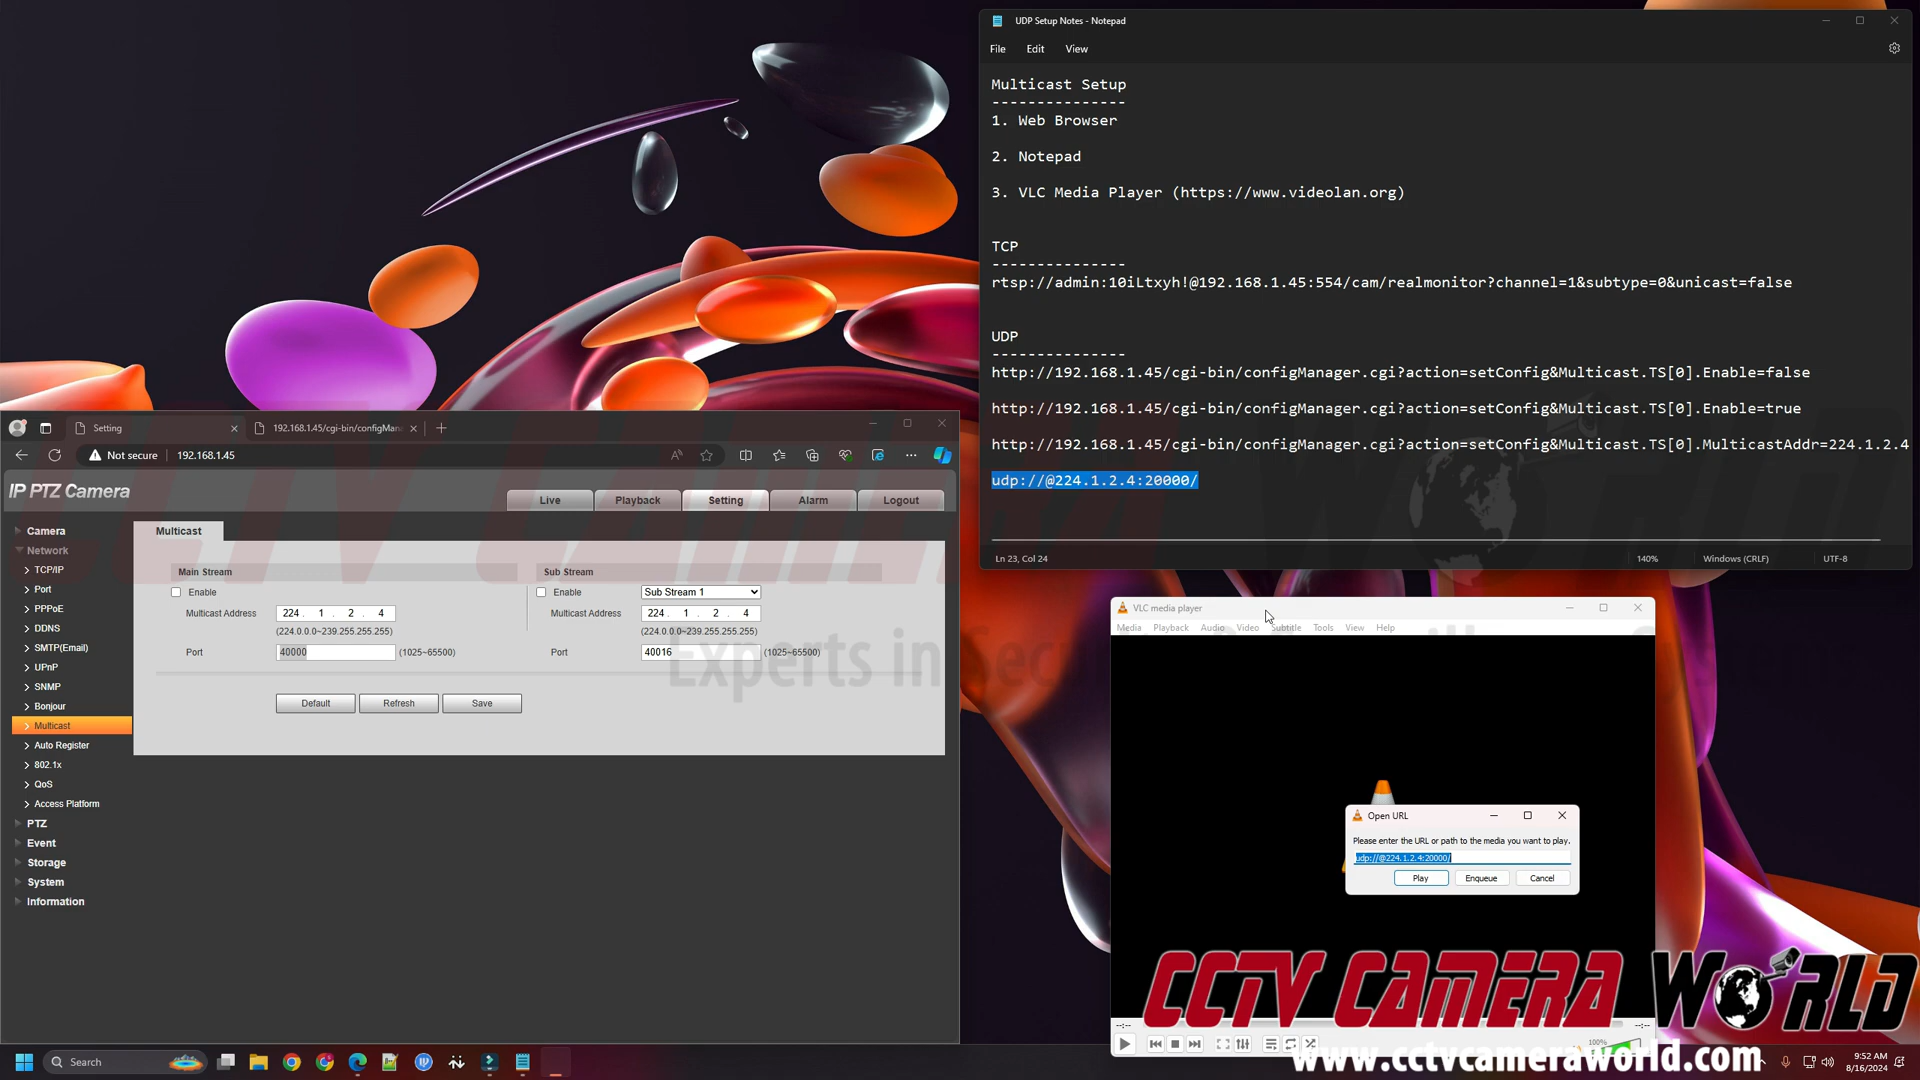 UDP Setup Notes - Notepad
File Edit View
Multicast Setup
---------------
1. Web Browser
2. Notepad
3. VLC Media Player (https://www.videolan.org)
TCP
---------------
rtsp://admin:10iLtxyh!@192.168.1.45:554/cam/realmonitor?channel=1&subtype=0&unicast=false
UDP
---------------
http://192.168.1.45/cgi-bin/configManager.cgi?action=setConfig&Multicast.TS[0].Enable=false
http://192.168.1.45/cgi-bin/configManager.cgi?action=setConfig&Multicast.TS[0].Enable=true
http://192.168.1.45/cgi-bin/configManager.cgi?action=setConfig&Multicast.TS[0].MulticastAddr=224.1.2.4
udp://@224.1.2.4:20000/
Ln 23, Col 24 140% Windows (CRLF) UTF-8
Setting 192.168.1.45/cgi-bin/configMan
Not secure 192.168.1.45
IP PTZ Camera
Live Playback Setting Alarm Logout
Camera
Network
TCP/IP
Port
PPPoE
DDNS
SMTP(Email)
UPnP
SNMP
Bonjour
Multicast
Auto Register
802.1x
QoS
Access Platform
PTZ
Event
Storage
System
Information
Multicast
Main Stream
Enable
Multicast Address 224 . 1 . 2 . 4
(224.0.0.0~239.255.255.255)
Port 40000 (1025~65500)
Sub Stream
Enable Sub Stream 1
Multicast Address 224 . 1 . 2 . 4
(224.0.0.0~239.255.255.255)
Port 40016 (1025~65500)
Default Refresh Save
CCTV CAMERA WORLD
Experts in Sec
VLC media player
Media Playback Audio Video Subtitle Tools View Help
Open URL
Please enter the URL or path to the media you want to play.
udp://@224.1.2.4:20000/
Play Enqueue Cancel
--:-- --:--
100%
CCTV CAMERA WORLD
www.cctvcameraworld.com
Search
9:52 AM
8/16/2024